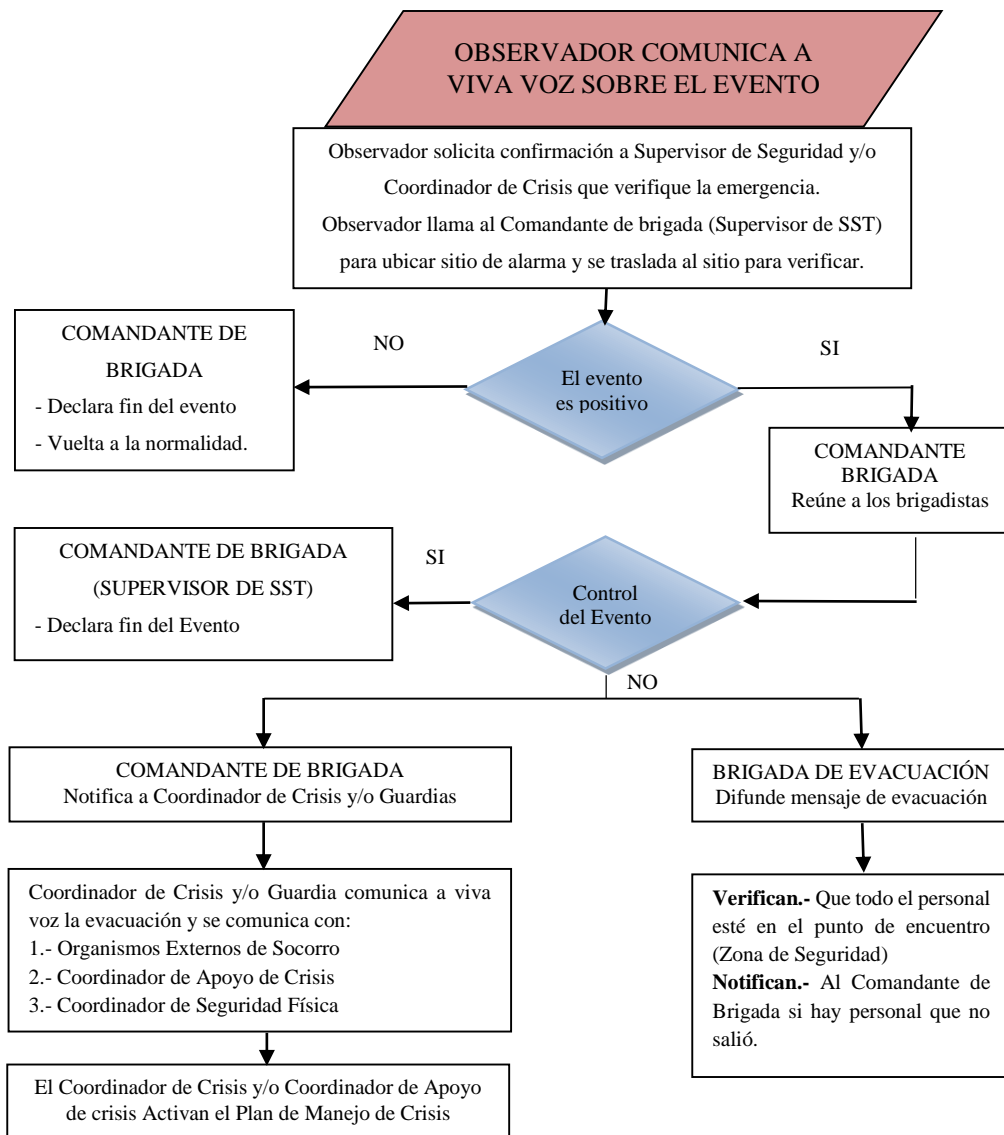 OBSERVADOR COMUNICA A
VIVA VOZ SOBRE EL EVENTO
Observador solicita confirmación a Supervisor de Seguridad y/o
Coordinador de Crisis que verifique la emergencia.
Observador llama al Comandante de brigada (Supervisor de SST)
para ubicar sitio de alarma y se traslada al sitio para verificar.
COMANDANTE DE
BRIGADA
- Declara fin del evento
- Vuelta a la normalidad.
NO
El evento
es positivo
SI
COMANDANTE
BRIGADA
Reúne a los brigadistas
COMANDANTE DE BRIGADA
(SUPERVISOR DE SST)
- Declara fin del Evento
SI
Control
del Evento
NO
COMANDANTE DE BRIGADA
Notifica a Coordinador de Crisis y/o Guardias
BRIGADA DE EVACUACIÓN
Difunde mensaje de evacuación
Coordinador de Crisis y/o Guardia comunica a viva
voz la evacuación y se comunica con:
1.- Organismos Externos de Socorro
2.- Coordinador de Apoyo de Crisis
3.- Coordinador de Seguridad Física
Verifican.- Que todo el personal
esté en el punto de encuentro
(Zona de Seguridad)
Notifican.- Al Comandante de
Brigada si hay personal que no
salió.
El Coordinador de Crisis y/o Coordinador de Apoyo
de crisis Activan el Plan de Manejo de Crisis